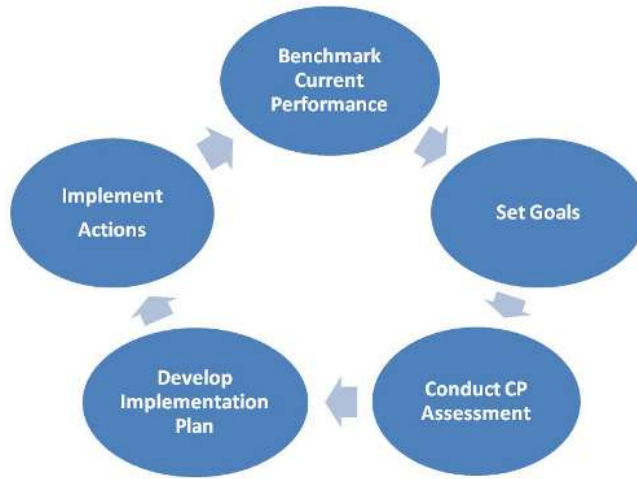 Benchmark
Current
Performance
Set Goals
Conduct CP
Assessment
Develop
Implementation
Plan
Implement
Actions